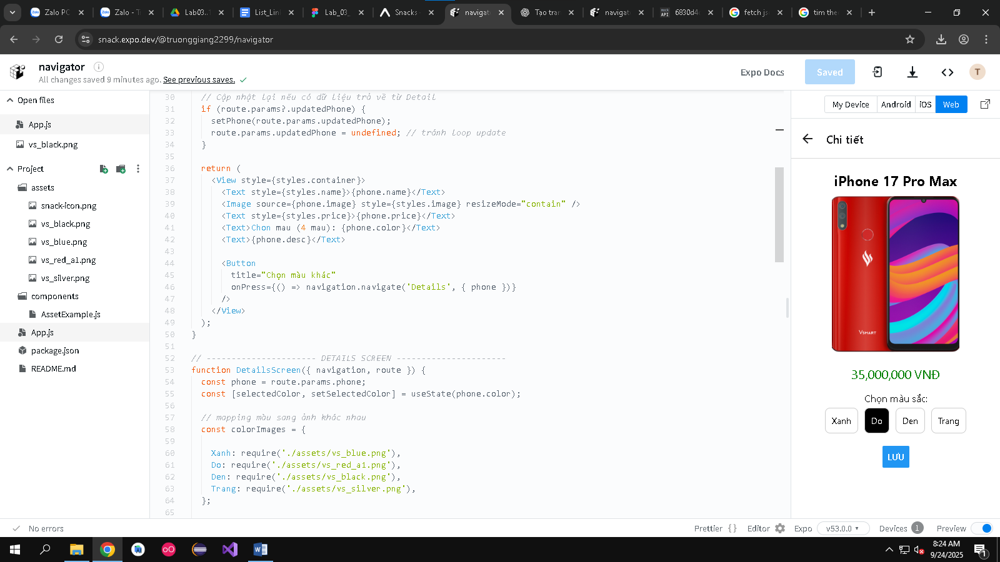 Zalo PC
Zalo - T
Lab03..1
List_Lin
Lab_03_
Snacks
navigat
Tạo trar
navigat
6830d4
fetch js
tim the
snack.expo.dev/@truonggiang2299/navigator
navigator
All changes saved 9 minutes ago. See previous saves.
Expo Docs
Saved
T
Open files
App.js
vs_black.png
Project
assets
snack-icon.png
vs_black.png
vs_blue.png
vs_red_a1.png
vs_silver.png
components
AssetExample.js
App.js
package.json
README.md
30 // Cập nhật lại nếu có dữ liệu trả về từ Detail
31 if (route.params?.updatedPhone) {
32 setPhone(route.params.updatedPhone);
33 route.params.updatedPhone = undefined; // tránh loop update
34 }
35
36 return (
37 <View style={styles.container}>
38 <Text style={styles.name}>{phone.name}</Text>
39 <Image source={phone.image} style={styles.image} resizeMode="contain" />
40 <Text style={styles.price}>{phone.price}</Text>
41 <Text>Chon mau (4 mau): {phone.color}</Text>
42 <Text>{phone.desc}</Text>
43
44 <Button
45 title="Chọn màu khác"
46 onPress={() => navigation.navigate('Details', { phone })}
47 />
48 </View>
49 );
50 }
51
52 // ---------------------- DETAILS SCREEN ----------------------
53 function DetailsScreen({ navigation, route }) {
54 const phone = route.params.phone;
55 const [selectedColor, setSelectedColor] = useState(phone.color);
56
57 // mapping màu sang ảnh khác nhau
58 const colorImages = {
59
60 Xanh: require('./assets/vs_blue.png'),
61 Do: require('./assets/vs_red_a1.png'),
62 Den: require('./assets/vs_black.png'),
63 Trang: require('./assets/vs_silver.png'),
64 };
65
My Device Android iOS Web
Chi tiết
iPhone 17 Pro Max
VSMART
35,000,000 VNĐ
Chọn màu sắc:
Xanh Do Den Trang
LƯU
No errors
Prettier {} Editor Expo v53.0.0 Devices 1 Preview
8:24 AM
9/24/2025
1